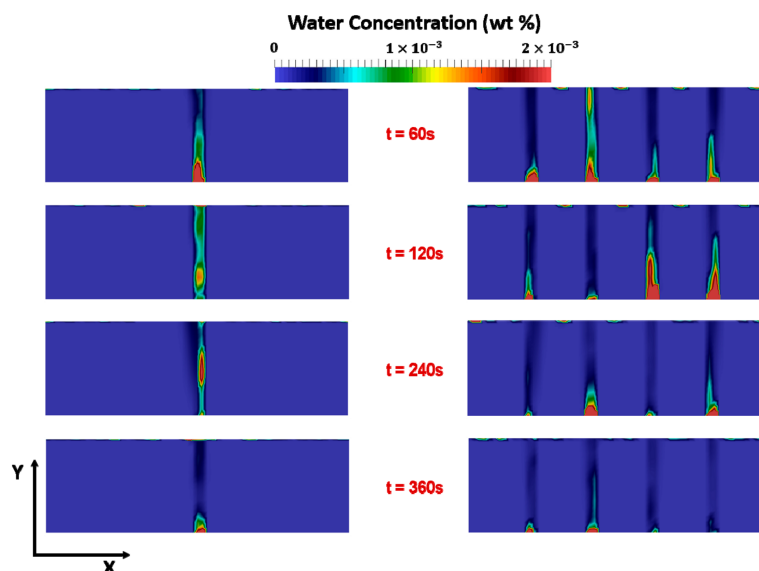 Water Concentration (wt %)
0 1 × 10⁻³ 2 × 10⁻³
t = 60s
t = 120s
t = 240s
t = 360s
Y
X